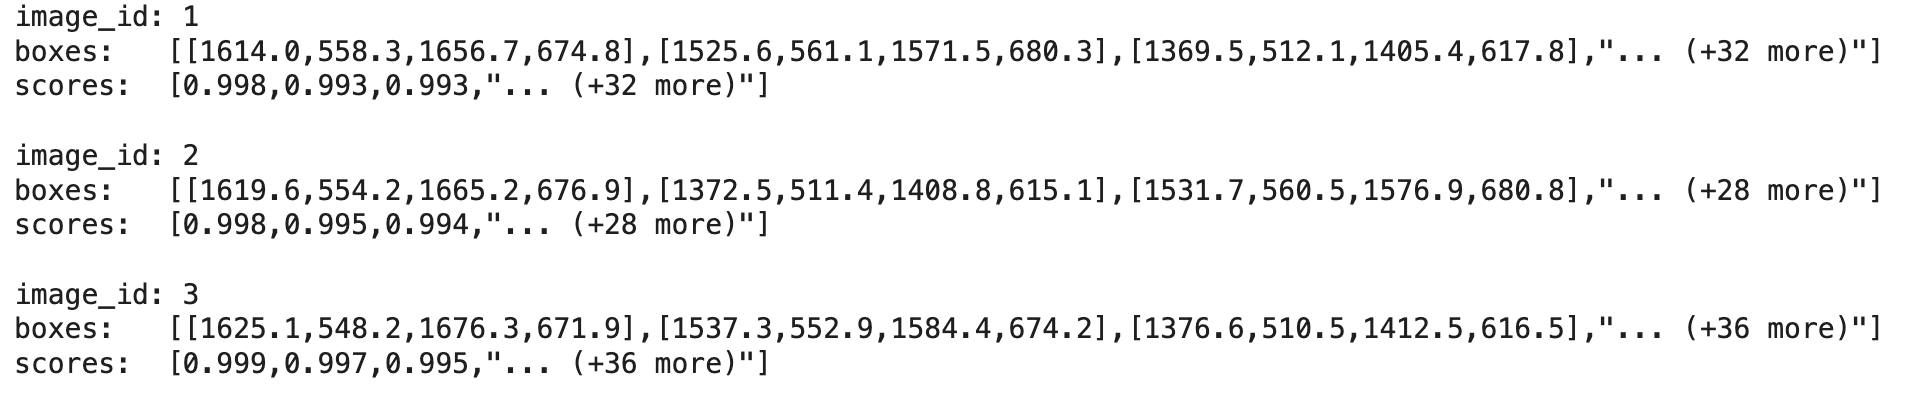 image_id: 1
boxes:   [[1614.0,558.3,1656.7,674.8],[1525.6,561.1,1571.5,680.3],[1369.5,512.1,1405.4,617.8],"... (+32 more)"]
scores:  [0.998,0.993,0.993,"... (+32 more)"]
image_id: 2
boxes:   [[1619.6,554.2,1665.2,676.9],[1372.5,511.4,1408.8,615.1],[1531.7,560.5,1576.9,680.8],"... (+28 more)"]
scores:  [0.998,0.995,0.994,"... (+28 more)"]
image_id: 3
boxes:   [[1625.1,548.2,1676.3,671.9],[1537.3,552.9,1584.4,674.2],[1376.6,510.5,1412.5,616.5],"... (+36 more)"]
scores:  [0.999,0.997,0.995,"... (+36 more)"]